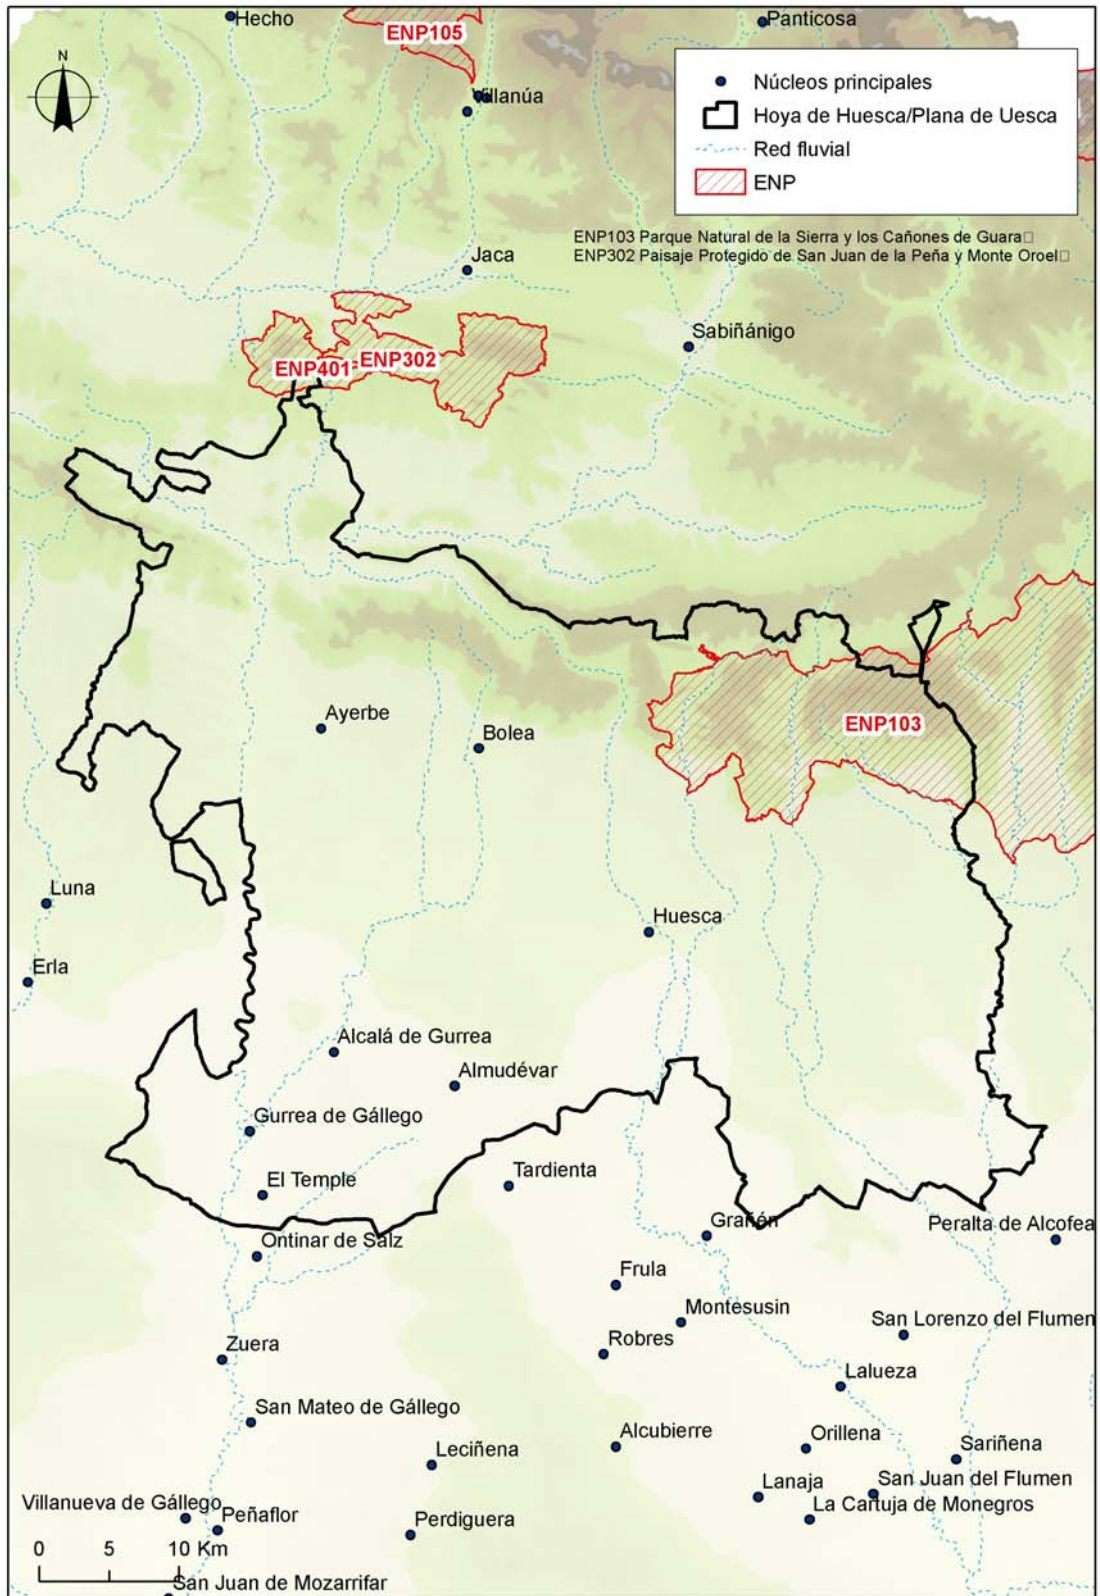 Hecho
ENP105
Panticosa
N
Villanúa
Núcleos principales
Hoya de Huesca/Plana de Uesca
Red fluvial
ENP
ENP103 Parque Natural de la Sierra y los Cañones de Guara□
ENP302 Paisaje Protegido de San Juan de la Peña y Monte Oroel□
Jaca
Sabiñánigo
ENP401
ENP302
Ayerbe
Bolea
ENP103
Luna
Huesca
Erla
Alcalá de Gurrea
Almudévar
Gurrea de Gállego
El Temple
Tardienta
Grañén
Peralta de Alcofea
Ontinar de Salz
Frula
Montesusin
San Lorenzo del Flumen
Robres
Zuera
Lalueza
San Mateo de Gállego
Alcubierre
Orillena
Sariñena
Leciñena
Lanaja
San Juan del Flumen
La Cartuja de Monegros
Villanueva de Gállego
Peñaflor
Perdiguera
0 5 10 Km
San Juan de Mozarrifar